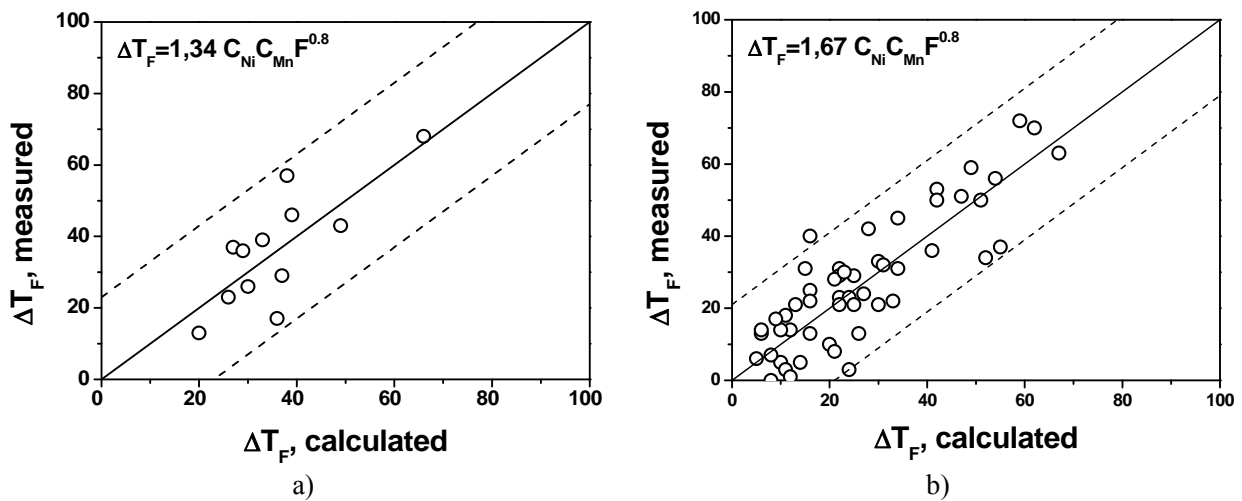 ΔT_F=1,34 C_Ni C_Mn F^0.8
100
80
60
40
20
0
ΔT_F, measured
0 20 40 60 80 100
ΔT_F, calculated
a)
ΔT_F=1,67 C_Ni C_Mn F^0.8
100
80
60
40
20
0
ΔT_F, measured
0 20 40 60 80 100
ΔT_F, calculated
b)